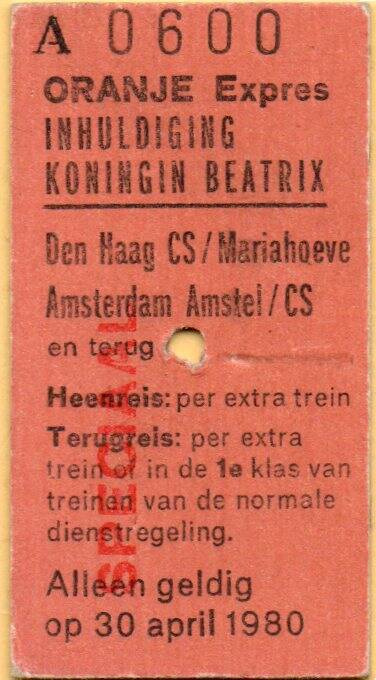 A 0600
ORANJE Expres
INHULDIGING
KONINGIN BEATRIX
Den Haag CS / Mariahoeve
Amsterdam Amstel / CS
en terug
Heenreis: per extra trein
Terugreis: per extra
trein of in de 1e klas van
treinen van de normale
dienstregeling.
Alleen geldig
op 30 april 1980
SPECIAAL